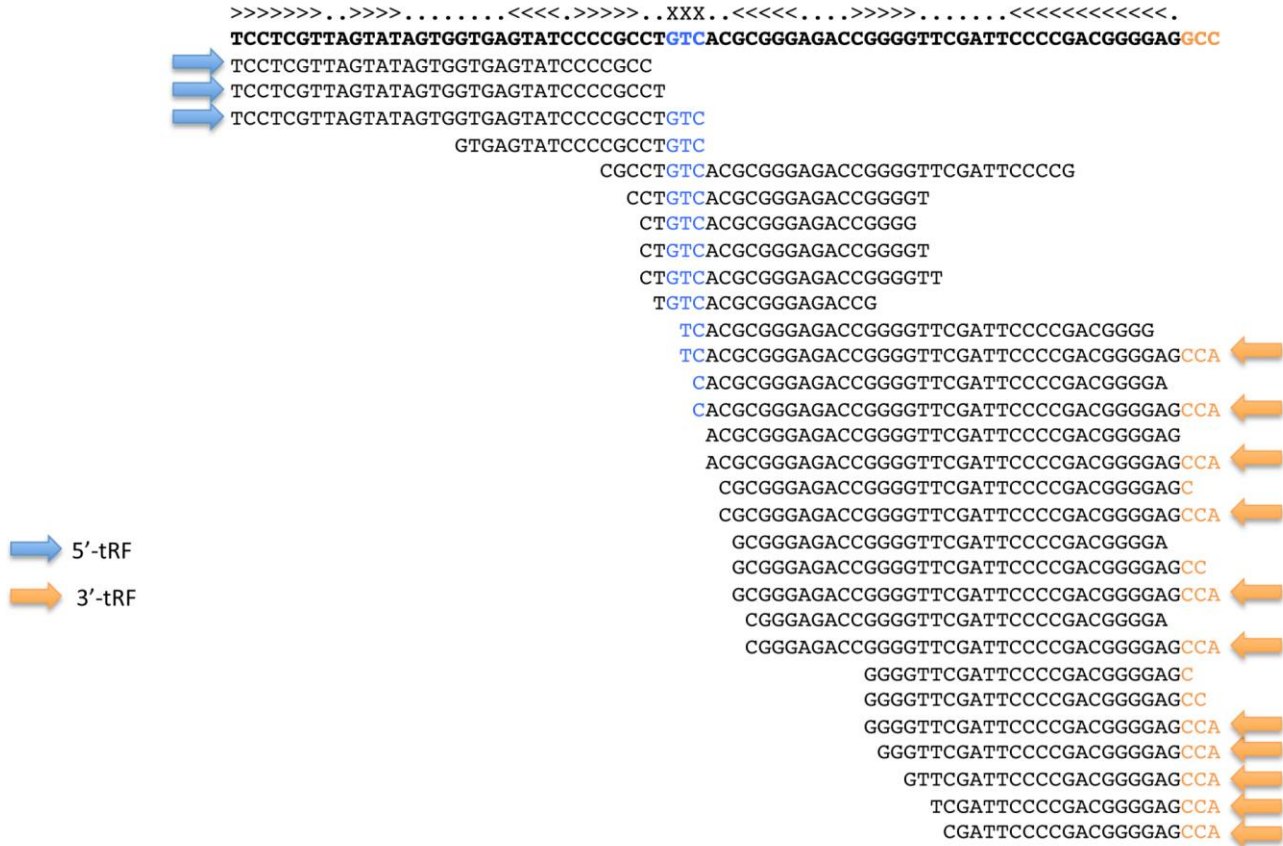 >>>>>>>..>>>>........<<<<.>>>>>..XXX..<<<<<....>>>>>.......<<<<<<<<<<<<.
TCCTCGTTAGTATAGTGGTGAGTATCCCCGCCTGTCACGCGGGAGACCGGGGTTCGATTCCCCGACGGGGAGGCC
TCCTCGTTAGTATAGTGGTGAGTATCCCCGCC
TCCTCGTTAGTATAGTGGTGAGTATCCCCGCCT
TCCTCGTTAGTATAGTGGTGAGTATCCCCGCCTGTC
GTGAGTATCCCCGCCTGTC
CGCCTGTCACGCGGGAGACCGGGGTTCGATTCCCCG
CCTGTCACGCGGGAGACCGGGGT
CTGTCACGCGGGAGACCGGGG
CTGTCACGCGGGAGACCGGGGT
CTGTCACGCGGGAGACCGGGGTT
TGTCACGCGGGAGACCG
TCACGCGGGAGACCGGGGTTCGATTCCCCGACGGGG
TCACGCGGGAGACCGGGGTTCGATTCCCCGACGGGGAGCCA
CACGCGGGAGACCGGGGTTCGATTCCCCGACGGGGA
CACGCGGGAGACCGGGGTTCGATTCCCCGACGGGGAGCCA
ACGCGGGAGACCGGGGTTCGATTCCCCGACGGGGAG
ACGCGGGAGACCGGGGTTCGATTCCCCGACGGGGAGCCA
CGCGGGAGACCGGGGTTCGATTCCCCGACGGGGAGC
CGCGGGAGACCGGGGTTCGATTCCCCGACGGGGAGCCA
GCGGGAGACCGGGGTTCGATTCCCCGACGGGGA
GCGGGAGACCGGGGTTCGATTCCCCGACGGGGAGCC
GCGGGAGACCGGGGTTCGATTCCCCGACGGGGAGCCA
CGGGAGACCGGGGTTCGATTCCCCGACGGGGA
CGGGAGACCGGGGTTCGATTCCCCGACGGGGAGCCA
GGGGTTCGATTCCCCGACGGGGAGC
GGGGTTCGATTCCCCGACGGGGAGCC
GGGGTTCGATTCCCCGACGGGGAGCCA
GGGTTCGATTCCCCGACGGGGAGCCA
GTTCGATTCCCCGACGGGGAGCCA
TCGATTCCCCGACGGGGAGCCA
CGATTCCCCGACGGGGAGCCA
5’-tRF
3’-tRF